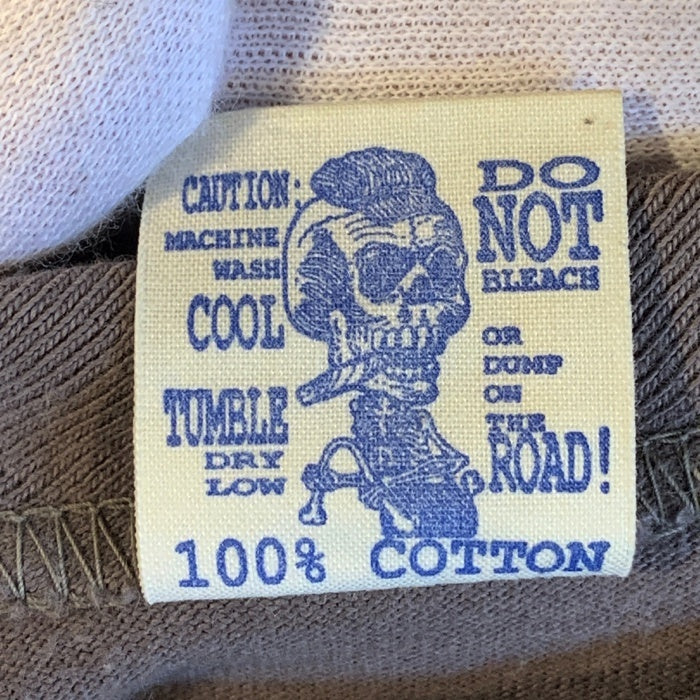 CAUTION:
MACHINE
WASH
COOL
TUMBLE
DRY
LOW
DO
NOT
BLEACH
OR
DUMP
ON
THE
ROAD!
100% COTTON